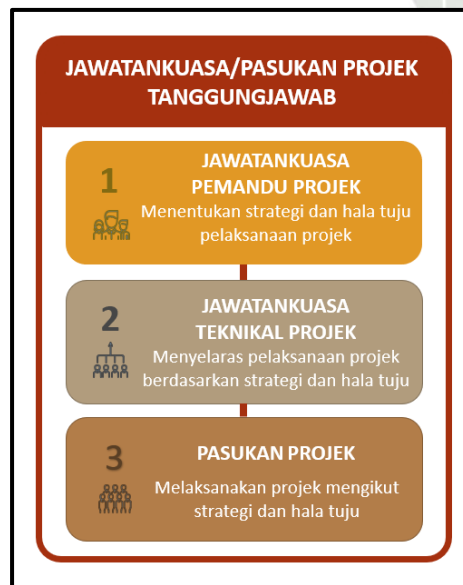 JAWATANKUASA/PASUKAN PROJEK
TANGGUNGJAWAB
1
JAWATANKUASA
PEMANDU PROJEK
Menentukan strategi dan hala tuju
pelaksanaan projek
2
JAWATANKUASA
TEKNIKAL PROJEK
Menyelaras pelaksanaan projek
berdasarkan strategi dan hala tuju
3
PASUKAN PROJEK
Melaksanakan projek mengikut
strategi dan hala tuju